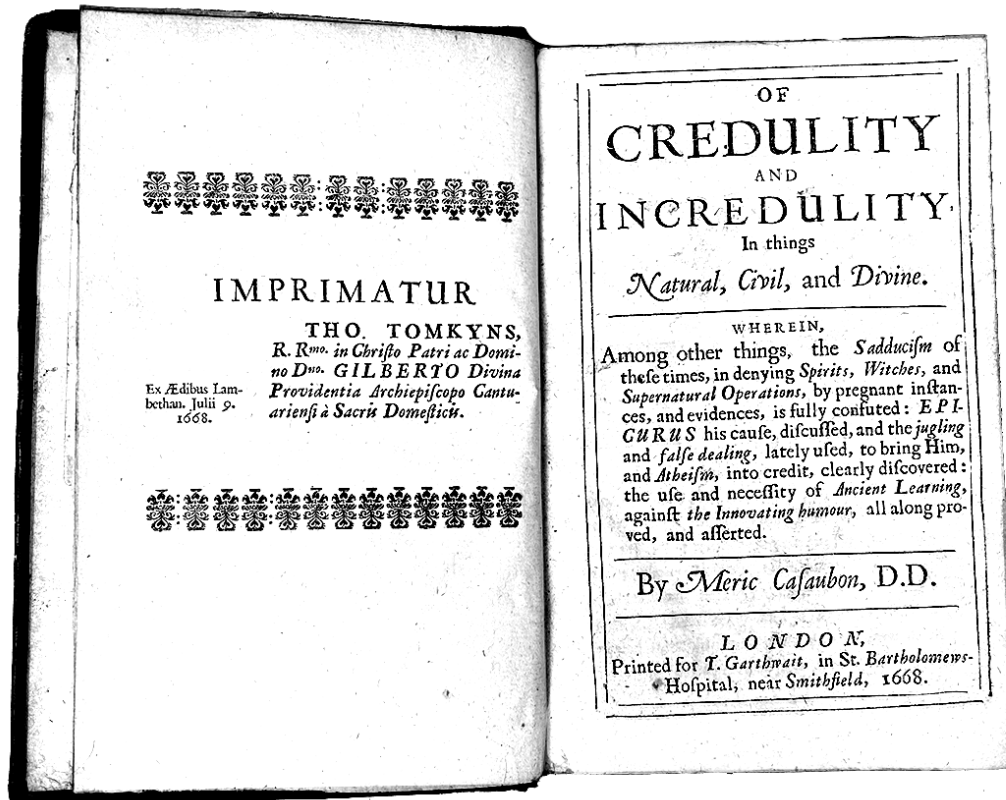 IMPRIMATUR
THO. TOMKYNS,
R. Rmo. in Chriſto Patri ac Domi-
no Dno. GILBERTO Divina
Providentia Archiepiſcopo Cantu-
arienſi à Sacris Domeſticis.
Ex Ædibus Lam-
bethan. Julii 9.
1668.
OF
CREDULITY
AND
INCREDULITY,
In things
Natural, Civil, and Divine.
WHEREIN,
Among other things, the Sadduciſm of
theſe times, in denying Spirits, Witches, and
Supernatural Operations, by pregnant inſtan-
ces, and evidences, is fully confuted: EPI-
CURUS his cauſe, diſcuſſed, and the jugling
and falſe dealing, lately uſed, to bring Him,
and Atheiſm, into credit, clearly diſcovered:
the uſe and neceſſity of Ancient Learning,
againſt the Innovating humour, all along pro-
ved, and aſſerted.
By Meric Caſaubon, D.D.
LONDON,
Printed for T. Garthwait, in St. Bartholomews-
Hoſpital, near Smithfield, 1668.